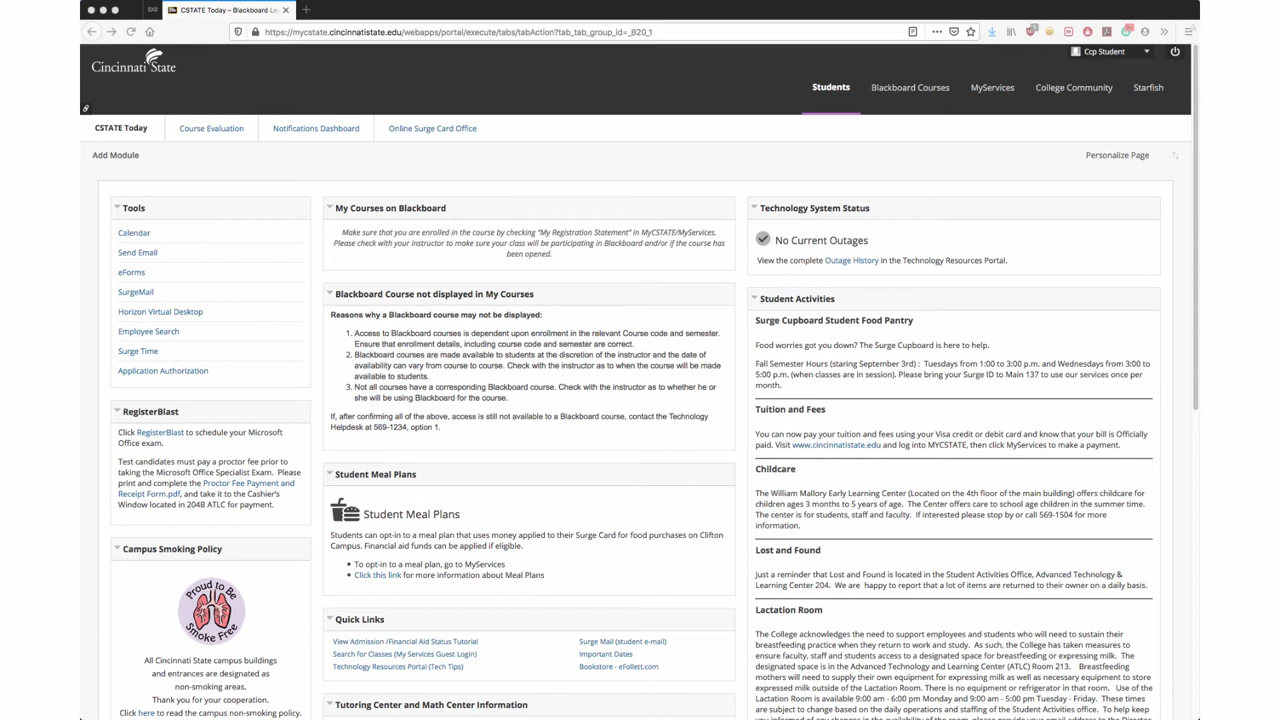 CSTATE Today – Blackboard Le
https://mycstate.cincinnatistate.edu/webapps/portal/execute/tabs/tabAction?tab_tab_group_id=_820_1
Cincinnati State
Ccp Student
Students
Blackboard Courses
MyServices
College Community
Starfish
CSTATE Today
Course Evaluation
Notifications Dashboard
Online Surge Card Office
Add Module
Personalize Page
Tools
Calendar
Send Email
eForms
SurgeMail
Horizon Virtual Desktop
Employee Search
Surge Time
Application Authorization
RegisterBlast
Click RegisterBlast to schedule your Microsoft
Office exam.
Test candidates must pay a proctor fee prior to
taking the Microsoft Office Specialist Exam. Please
print and complete the Proctor Fee Payment and
Receipt Form.pdf, and take it to the Cashier's
Window located in 204B ATLC for payment.
Campus Smoking Policy
Proud to Be
Smoke Free
All Cincinnati State campus buildings
and entrances are designated as
non-smoking areas.
Thank you for your cooperation.
Click here to read the campus non-smoking policy.
My Courses on Blackboard
Make sure that you are enrolled in the course by checking "My Registration Statement" in MyCSTATE/MyServices.
Please check with your instructor to make sure your class will be participating in Blackboard and/or if the course has
been opened.
Blackboard Course not displayed in My Courses
Reasons why a Blackboard course may not be displayed:
1. Access to Blackboard courses is dependent upon enrollment in the relevant Course code and semester.
Ensure that enrollment details, including course code and semester are correct.
2. Blackboard courses are made available to students at the discretion of the instructor and the date of
availability can vary from course to course. Check with the instructor as to when the course will be made
available to students.
3. Not all courses have a corresponding Blackboard course. Check with the instructor as to whether he or
she will be using Blackboard for the course.
If, after confirming all of the above, access is still not available to a Blackboard course, contact the Technology
Helpdesk at 569-1234, option 1.
Student Meal Plans
Student Meal Plans
Students can opt-in to a meal plan that uses money applied to their Surge Card for food purchases on Clifton
Campus. Financial aid funds can be applied if eligible.
• To opt-in to a meal plan, go to MyServices
• Click this link for more information about Meal Plans
Quick Links
View Admission /Financial Aid Status Tutorial
Search for Classes (My Services Guest Login)
Technology Resources Portal (Tech Tips)
Surge Mail (student e-mail)
Important Dates
Bookstore - eFollett.com
Tutoring Center and Math Center Information
Technology System Status
No Current Outages
View the complete Outage History in the Technology Resources Portal.
Student Activities
Surge Cupboard Student Food Pantry
Food worries got you down? The Surge Cupboard is here to help.
Fall Semester Hours (staring September 3rd) : Tuesdays from 1:00 to 3:00 p.m. and Wednesdays from 3:00 to
5:00 p.m. (when classes are in session). Please bring your Surge ID to Main 137 to use our services once per
month.
Tuition and Fees
You can now pay your tuition and fees using your Visa credit or debit card and know that your bill is Officially
paid. Visit www.cincinnatistate.edu and log into MYCSTATE, then click MyServices to make a payment.
Childcare
The William Mallory Early Learning Center (Located on the 4th floor of the main building) offers childcare for
children ages 3 months to 5 years of age. The Center offers care to school age children in the summer time.
The center is for students, staff and faculty. If interested please stop by or call 569-1504 for more
information.
Lost and Found
Just a reminder that Lost and Found is located in the Student Activities Office, Advanced Technology &
Learning Center 204. We are happy to report that a lot of items are returned to their owner on a daily basis.
Lactation Room
The College acknowledges the need to support employees and students who will need to sustain their
breastfeeding practice when they return to work and study. As such, the College has taken measures to
ensure faculty, staff and students access to a designated space for breastfeeding or expressing milk. The
designated space is in the Advanced Technology and Learning Center (ATLC) Room 213. Breastfeeding
mothers will need to supply their own equipment for expressing milk as well as necessary equipment to store
expressed milk outside of the Lactation Room. There is no equipment or refrigerator in that room. Use of the
Lactation Room is available 9:00 am - 6:00 pm Monday and 9:00 am - 5:00 pm Tuesday - Friday. These times
are subject to change based on the daily operations and staffing of the Student Activities office. To help keep